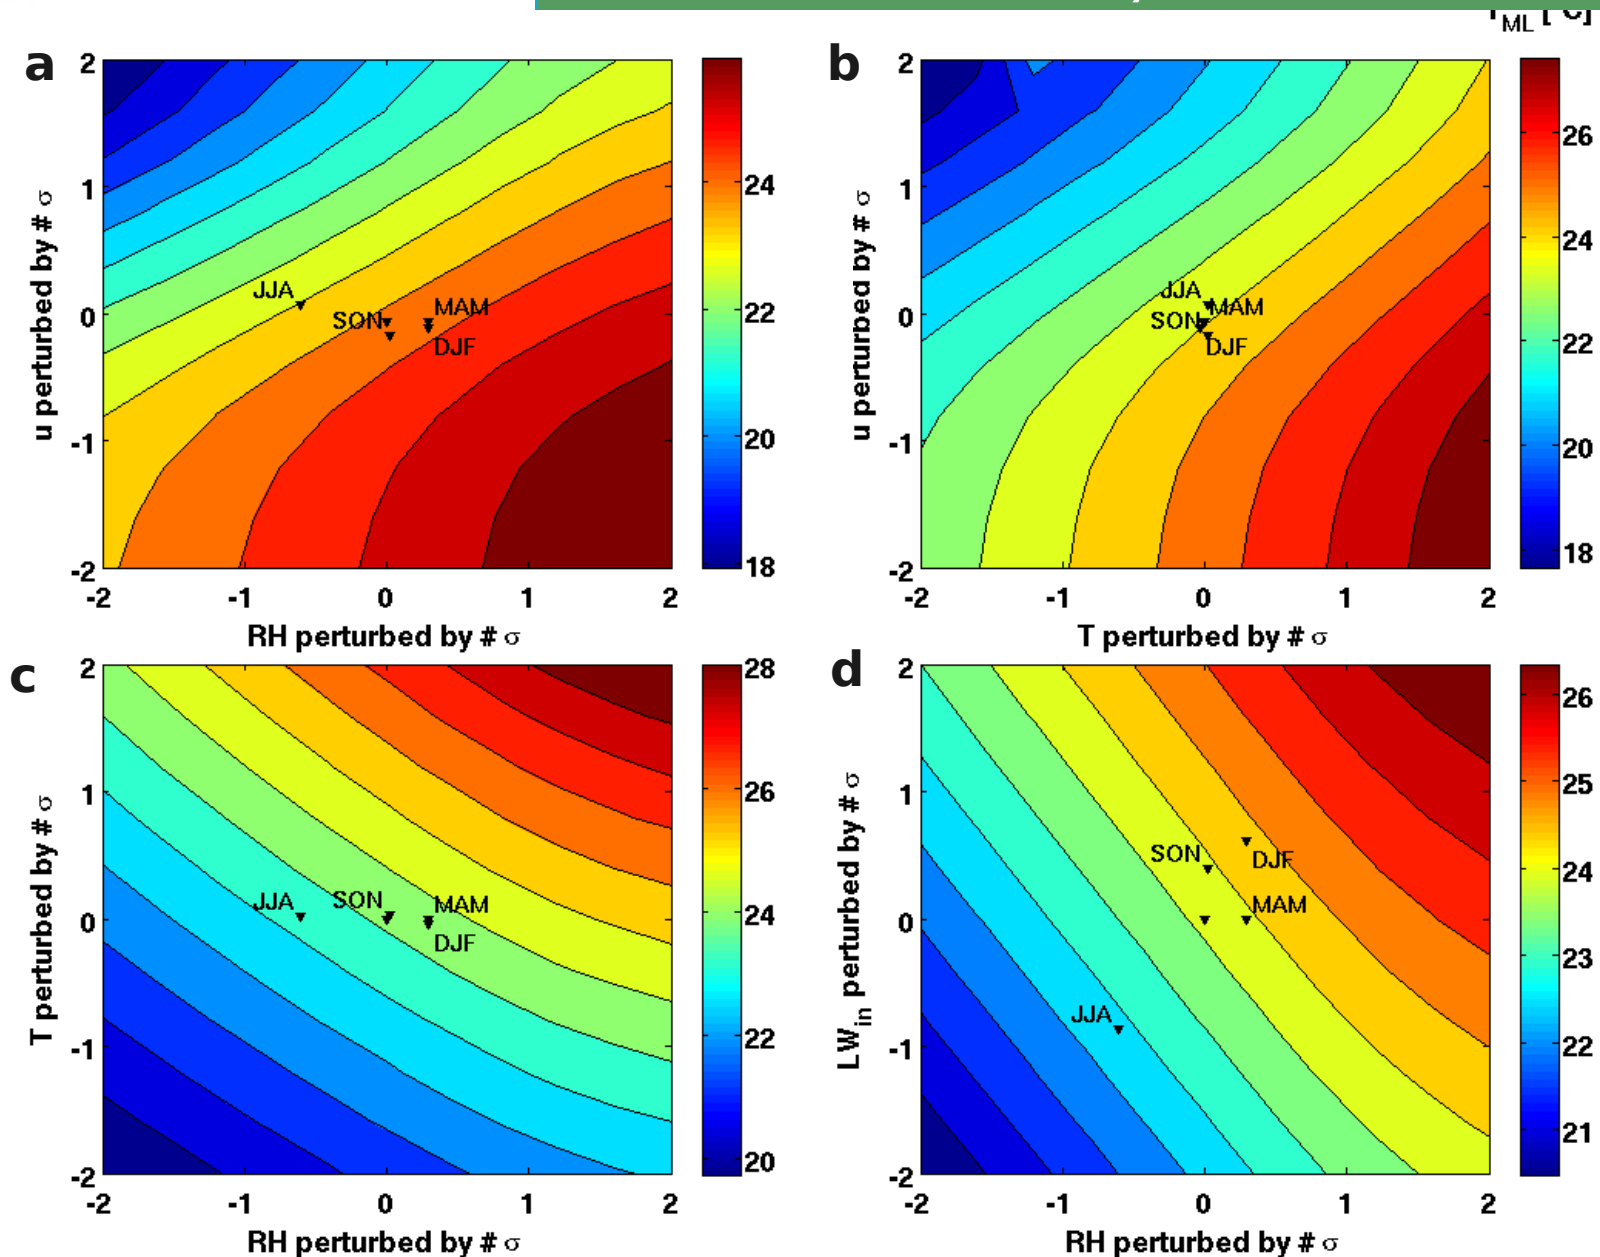 T_ML [°C]
a
2
1
0
-1
-2
u perturbed by # σ
JJA
SON
MAM
DJF
-2 -1 0 1 2
RH perturbed by # σ
24
22
20
18
b
2
1
0
-1
-2
u perturbed by # σ
JJA
MAM
SON
DJF
-2 -1 0 1 2
T perturbed by # σ
26
24
22
20
18
c
2
1
0
-1
-2
T perturbed by # σ
JJA
SON
MAM
DJF
-2 -1 0 1 2
RH perturbed by # σ
28
26
24
22
20
d
2
1
0
-1
-2
LW_in perturbed by # σ
SON
DJF
MAM
JJA
-2 -1 0 1 2
RH perturbed by # σ
26
25
24
23
22
21